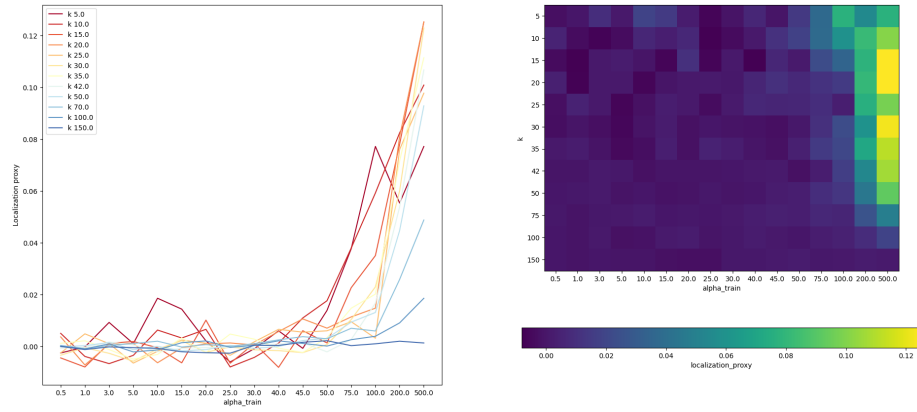 k 5.0
k 10.0
k 15.0
k 20.0
k 25.0
k 30.0
k 35.0
k 42.0
k 50.0
k 70.0
k 100.0
k 150.0
Localization proxy
0.12
0.10
0.08
0.06
0.04
0.02
0.00
0.5 1.0 3.0 5.0 10.0 15.0 20.0 25.0 30.0 40.0 45.0 50.0 75.0 100.0 200.0 500.0
alpha_train
k
5
10
15
20
25
30
35
42
50
75
100
150
0.5 1.0 3.0 5.0 10.0 15.0 20.0 25.0 30.0 40.0 45.0 50.0 75.0 100.0 200.0 500.0
alpha_train
0.00 0.02 0.04 0.06 0.08 0.10 0.12
localization_proxy